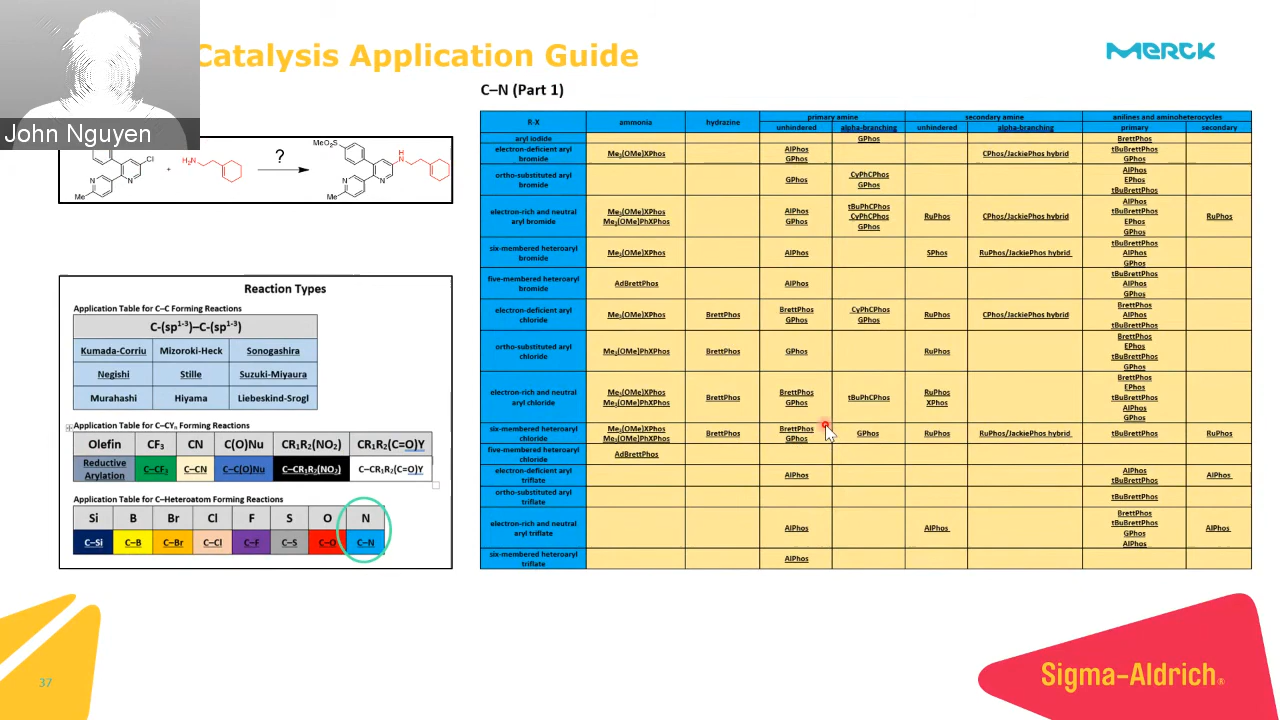 Catalysis Application Guide
MERCK
John Nguyen
Cl
H₂N
+
?
Me
MeO₂S
H
N
N
Me
Reaction Types
Application Table for C–C Forming Reactions
C-(sp¹⁻³)–C-(sp¹⁻³)
Kumada-Corriu Mizoroki-Heck Sonogashira
Negishi Stille Suzuki-Miyaura
Murahashi Hiyama Liebeskind-Srogl
Application Table for C–CYₙ Forming Reactions
Olefin CF₃ CN C(O)Nu CR₁R₂(NO₂) CR₁R₂(C=O)Y
Reductive Arylation C–CF₃ C–CN C–C(O)Nu C–CR₁R₂(NO₂) C–CR₁R₂(C=O)Y
Application Table for C–Heteroatom Forming Reactions
Si B Br Cl F S O N
C–Si C–B C–Br C–Cl C–F C–S C–O C–N
C–N (Part 1)
R-X ammonia hydrazine primary amine secondary amine anilines and aminoheterocycles
unhindered alpha-branching unhindered alpha-branching primary secondary
aryl iodide GPhos BrettPhos
electron-deficient aryl bromide Me₃(OMe)XPhos AlPhos GPhos CPhos/JackiePhos hybrid tBuBrettPhos GPhos
ortho-substituted aryl bromide GPhos CyPhCPhos GPhos AlPhos EPhos tBuBrettPhos
electron-rich and neutral aryl bromide Me₃(OMe)XPhos Me₃(OMe)PhXPhos AlPhos GPhos tBuPhCPhos CyPhCPhos GPhos RuPhos CPhos/JackiePhos hybrid AlPhos tBuBrettPhos EPhos GPhos RuPhos
six-membered heteroaryl bromide Me₃(OMe)XPhos AlPhos SPhos RuPhos/JackiePhos hybrid tBuBrettPhos AlPhos GPhos
five-membered heteroaryl bromide AdBrettPhos AlPhos tBuBrettPhos AlPhos GPhos
electron-deficient aryl chloride Me₃(OMe)XPhos BrettPhos BrettPhos GPhos CyPhCPhos GPhos RuPhos CPhos/JackiePhos hybrid BrettPhos AlPhos tBuBrettPhos
ortho-substituted aryl chloride Me₃(OMe)PhXPhos BrettPhos GPhos RuPhos BrettPhos EPhos tBuBrettPhos GPhos
electron-rich and neutral aryl chloride Me₃(OMe)XPhos Me₃(OMe)PhXPhos BrettPhos BrettPhos GPhos tBuPhCPhos RuPhos XPhos BrettPhos EPhos tBuBrettPhos AlPhos GPhos
six-membered heteroaryl chloride Me₃(OMe)XPhos Me₃(OMe)PhXPhos BrettPhos BrettPhos GPhos GPhos RuPhos RuPhos/JackiePhos hybrid tBuBrettPhos RuPhos
five-membered heteroaryl chloride AdBrettPhos
electron-deficient aryl triflate AlPhos AlPhos tBuBrettPhos AlPhos
ortho-substituted aryl triflate tBuBrettPhos
electron-rich and neutral aryl triflate AlPhos AlPhos BrettPhos tBuBrettPhos GPhos AlPhos AlPhos
six-membered heteroaryl triflate AlPhos
37
Sigma-Aldrich®